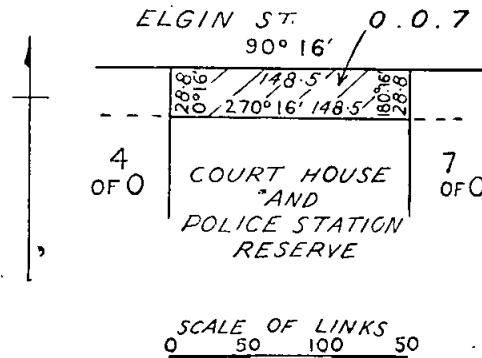 ELGIN ST. 0.0.7
90° 16'
28.8 0°16' 148.5 180°16' 28.8
270°16' 148.5
4 OF O
7 OF O
COURT HOUSE
AND
POLICE STATION
RESERVE
SCALE OF LINKS
0 50 100 50